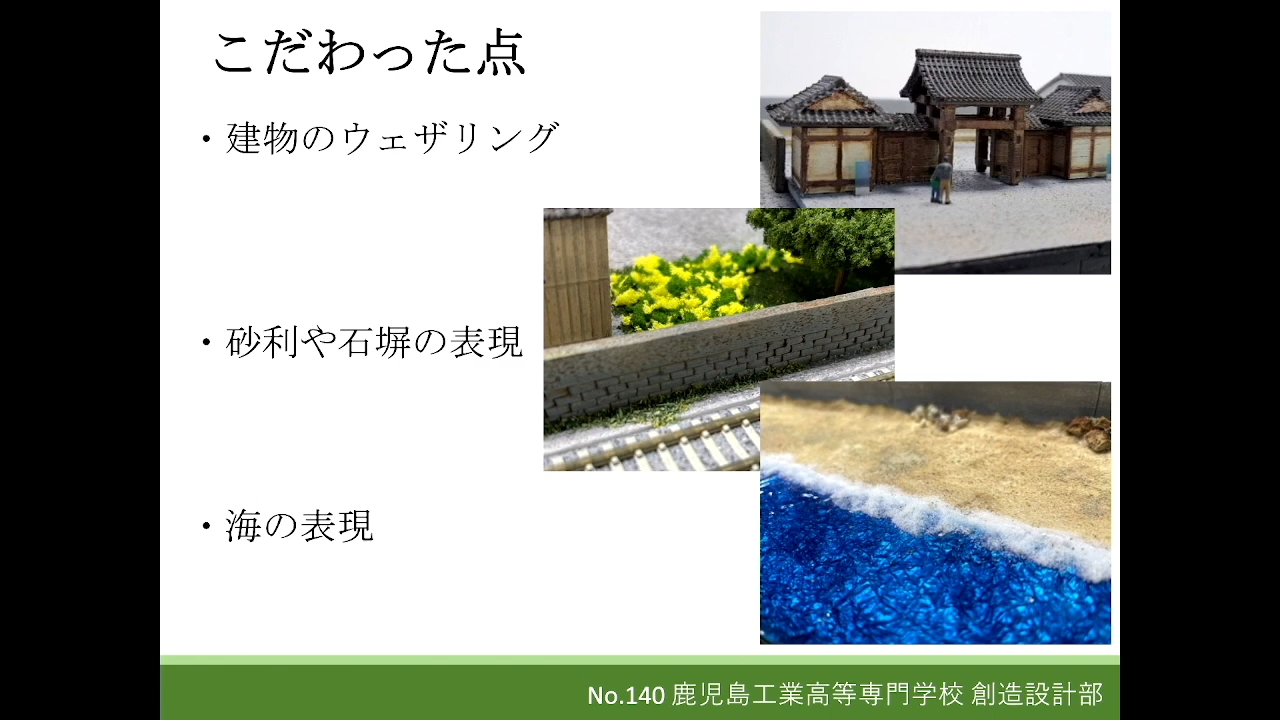 こだわった点
・建物のウェザリング
・砂利や石塀の表現
・海の表現
No.140 鹿児島工業高等専門学校 創造設計部